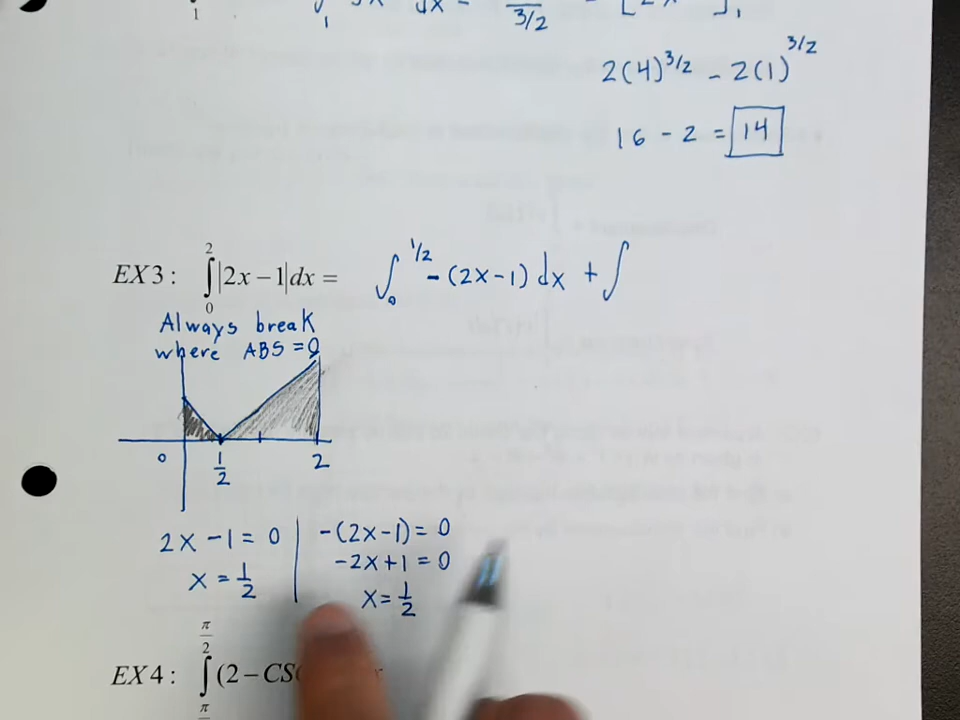 1
3/2
2(4)^3/2 - 2(1)^3/2
16 - 2 = 14
EX3: ∫₀² |2x − 1| dx = ∫₀^1/2 -(2x-1) dx + ∫
Always break
where ABS = 0
0 1/2 2
2x - 1 = 0 | -(2x-1) = 0
-2x+1 = 0
x = 1/2 x = 1/2
π/2
EX4: ∫ (2 −
π